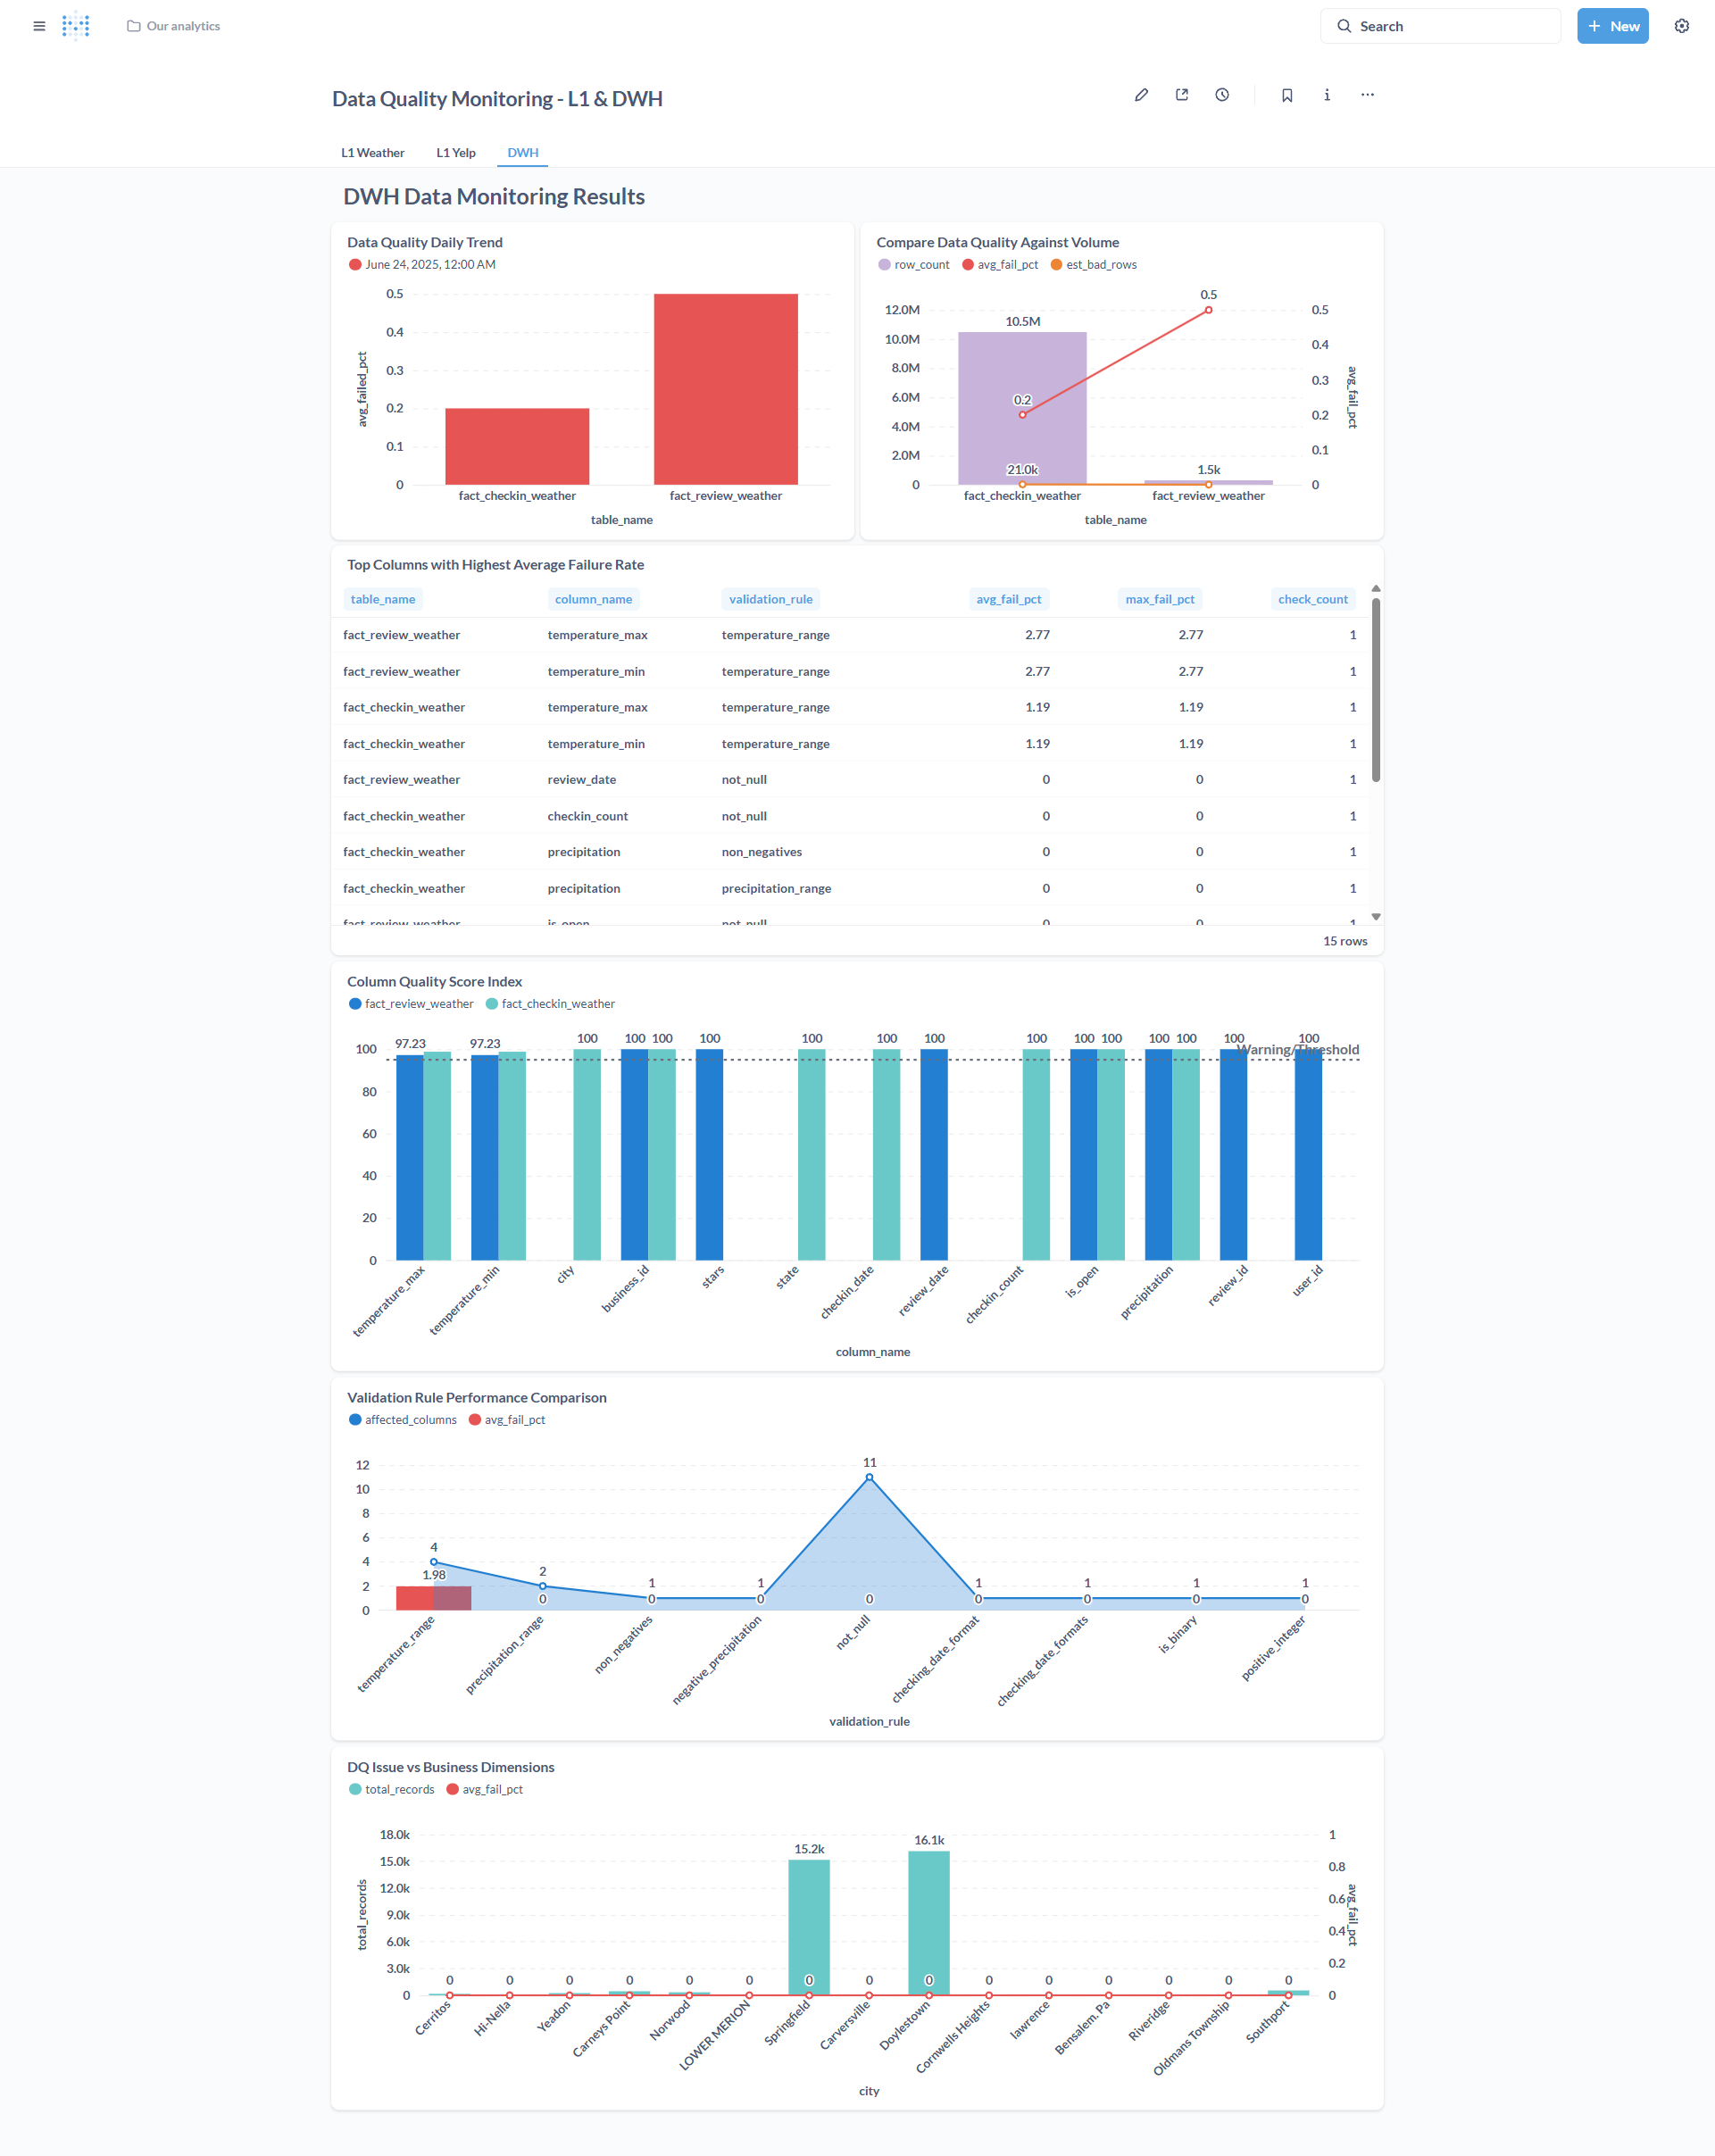 Our analytics
Search
New
Data Quality Monitoring - L1 & DWH
L1 Weather
L1 Yelp
DWH
DWH Data Monitoring Results
Data Quality Daily Trend
June 24, 2025, 12:00 AM
0.5
0.4
0.3
0.2
0.1
0
avg_failed_pct
fact_checkin_weather
fact_review_weather
table_name
Compare Data Quality Against Volume
row_count
avg_fail_pct
est_bad_rows
12.0M
10.0M
8.0M
6.0M
4.0M
2.0M
0
10.5M
0.2
21.0k
0.5
1.5k
0.5
0.4
0.3
0.2
0.1
0
avg_fail_pct
fact_checkin_weather
fact_review_weather
table_name
Top Columns with Highest Average Failure Rate
table_name column_name validation_rule avg_fail_pct max_fail_pct check_count
fact_review_weather temperature_max temperature_range 2.77 2.77 1
fact_review_weather temperature_min temperature_range 2.77 2.77 1
fact_checkin_weather temperature_max temperature_range 1.19 1.19 1
fact_checkin_weather temperature_min temperature_range 1.19 1.19 1
fact_review_weather review_date not_null 0 0 1
fact_checkin_weather checkin_count not_null 0 0 1
fact_checkin_weather precipitation non_negatives 0 0 1
fact_checkin_weather precipitation precipitation_range 0 0 1
fact_review_weather is_open not_null 0 0 1
15 rows
Column Quality Score Index
fact_review_weather
fact_checkin_weather
100
80
60
40
20
0
97.23 97.23 100 100 100 100 100 100 100 100 100 100 100 100 100 100
Warning/Threshold
temperature_max
temperature_min
city
business_id
stars
state
checkin_date
review_date
checkin_count
is_open
precipitation
review_id
user_id
column_name
Validation Rule Performance Comparison
affected_columns
avg_fail_pct
12
10
8
6
4
2
0
4 2 1 1 11 1 1 1 1
1.98 0 0 0 0 0 0 0 0
temperature_range
precipitation_range
non_negatives
negative_precipitation
not_null
checking_date_format
checking_date_formats
is_binary
positive_integer
validation_rule
DQ Issue vs Business Dimensions
total_records
avg_fail_pct
18.0k
15.0k
12.0k
9.0k
6.0k
3.0k
0
total_records
15.2k
16.1k
0 0 0 0 0 0 0 0 0 0 0 0 0 0 0
1
0.8
0.6
0.4
0.2
0
avg_fail_pct
Cerritos
Hi-Nella
Yeadon
Carneys Point
Norwood
LOWER MERION
Springfield
Carversville
Doylestown
Cornwells Heights
lawrence
Bensalem. Pa
Riveridge
Oldmans Township
Southport
city